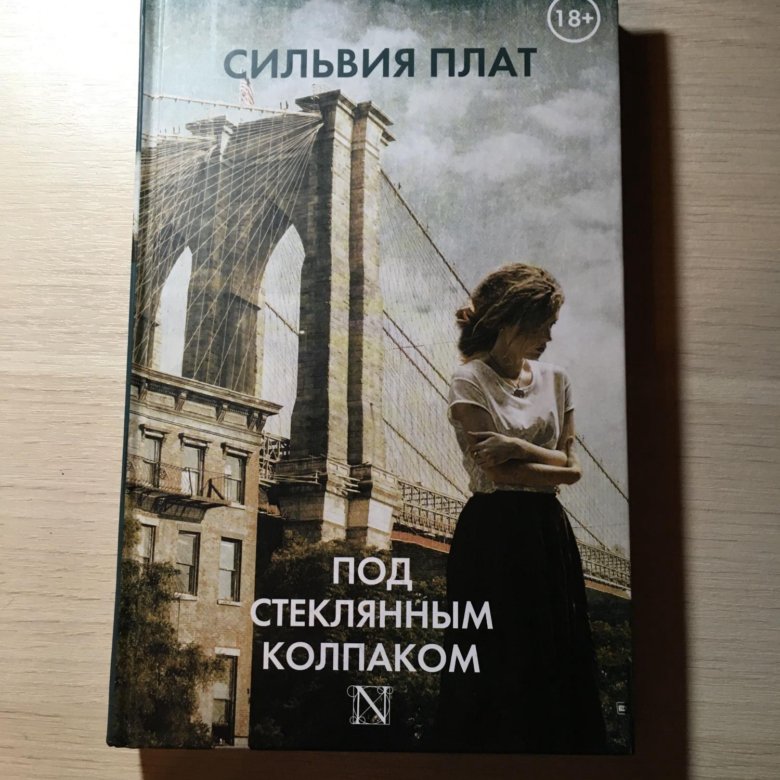 18+
СИЛЬВИЯ ПЛАТ
ПОД
СТЕКЛЯННЫМ
КОЛПАКОМ
N